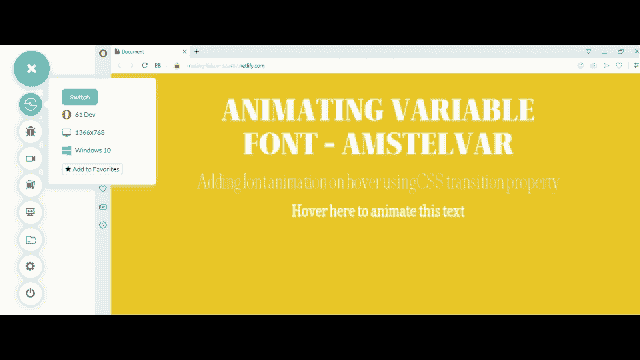 Document
netlify.com
Switch
61 Dev
1366x768
Windows 10
★ Add to Favorites
ANIMATING VARIABLE
FONT - AMSTELVAR
Adding font animation on hover using CSS transition property
Hover here to animate this text